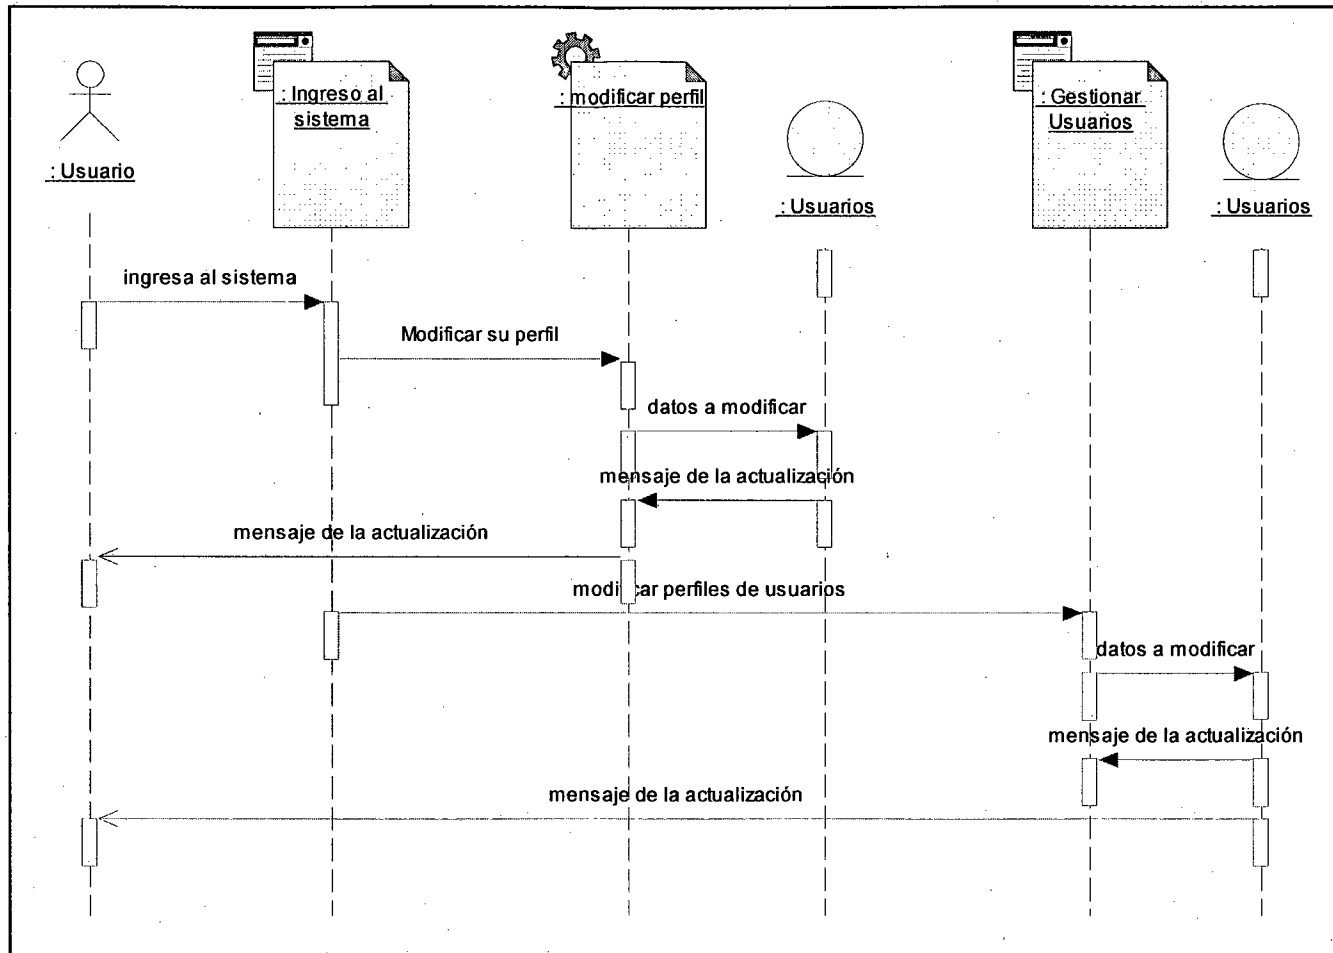 : Ingreso al
sistema
: modificar perfil
: Gestionar
Usuarios
: Usuario
: Usuarios
: Usuarios
ingresa al sistema
Modificar su perfil
datos a modificar
mensaje de la actualización
mensaje de la actualización
modificar perfiles de usuarios
datos a modificar
mensaje de la actualización
mensaje de la actualización